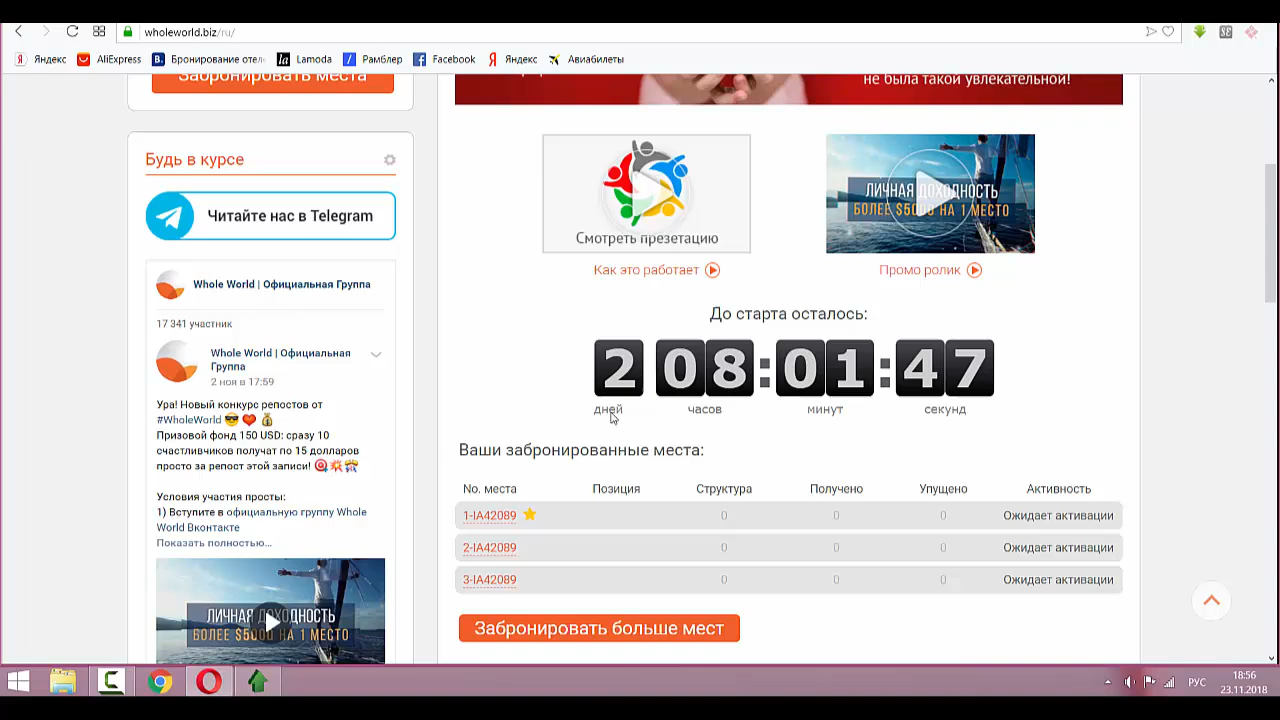 wholeworld.biz/ru/
Яндекс
AliExpress
Бронирование отел
Lamoda
Рамблер
Facebook
Яндекс
Авиабилеты
Забронировать места
Будь в курсе
Читайте нас в Telegram
Whole World | Официальная Группа
17 341 участник
Whole World | Официальная
Группа
2 ноя в 17:59
Ура! Новый конкурс репостов от
#WholeWorld
Призовой фонд 150 USD: сразу 10
счастливчиков получат по 15 долларов
просто за репост этой записи!
Условия участия просты:
1) Вступите в официальную группу Whole
World Вконтакте
Показать полностью…
ЛИЧНАЯ ДОХОДНОСТЬ
БОЛЕЕ $5000 НА 1 МЕСТО
не была такой увлекательной!
Смотреть презетацию
ЛИЧНАЯ ДОХОДНОСТЬ
БОЛЕЕ $5000 НА 1 МЕСТО
Как это работает
Промо ролик
До старта осталось:
2 08:01:47
дней часов минут секунд
Ваши забронированные места:
No. места Позиция Структура Получено Упущено Активность
1-IA42089 0 0 0 Ожидает активации
2-IA42089 0 0 0 Ожидает активации
3-IA42089 0 0 0 Ожидает активации
Забронировать больше мест
РУС
18:56
23.11.2018